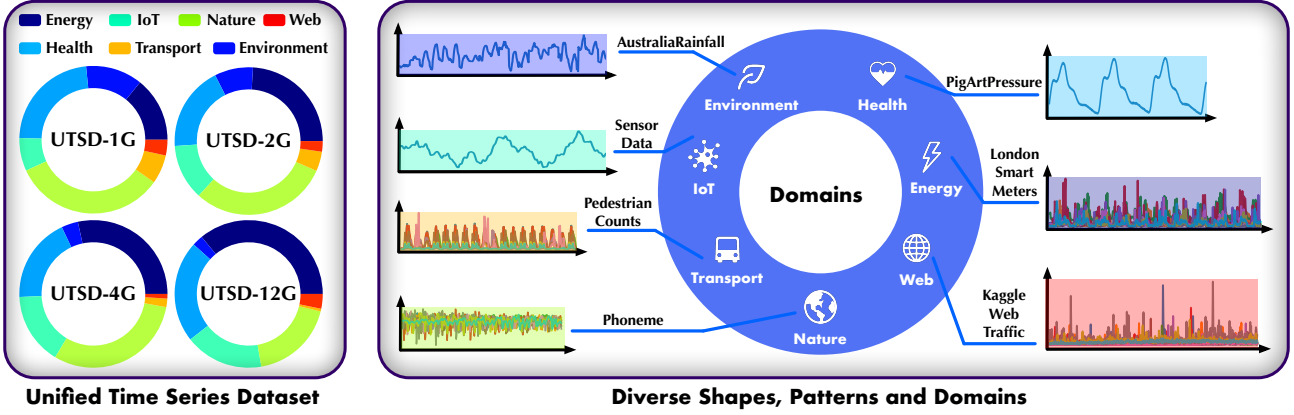 Energy IoT Nature Web
Health Transport Environment
UTSD-1G
UTSD-2G
UTSD-4G
UTSD-12G
Unified Time Series Dataset
AustraliaRainfall
Sensor
Data
Pedestrian
Counts
Phoneme
Environment
Health
IoT
Energy
Domains
Transport
Web
Nature
PigArtPressure
London
Smart
Meters
Kaggle
Web
Traffic
Diverse Shapes, Patterns and Domains